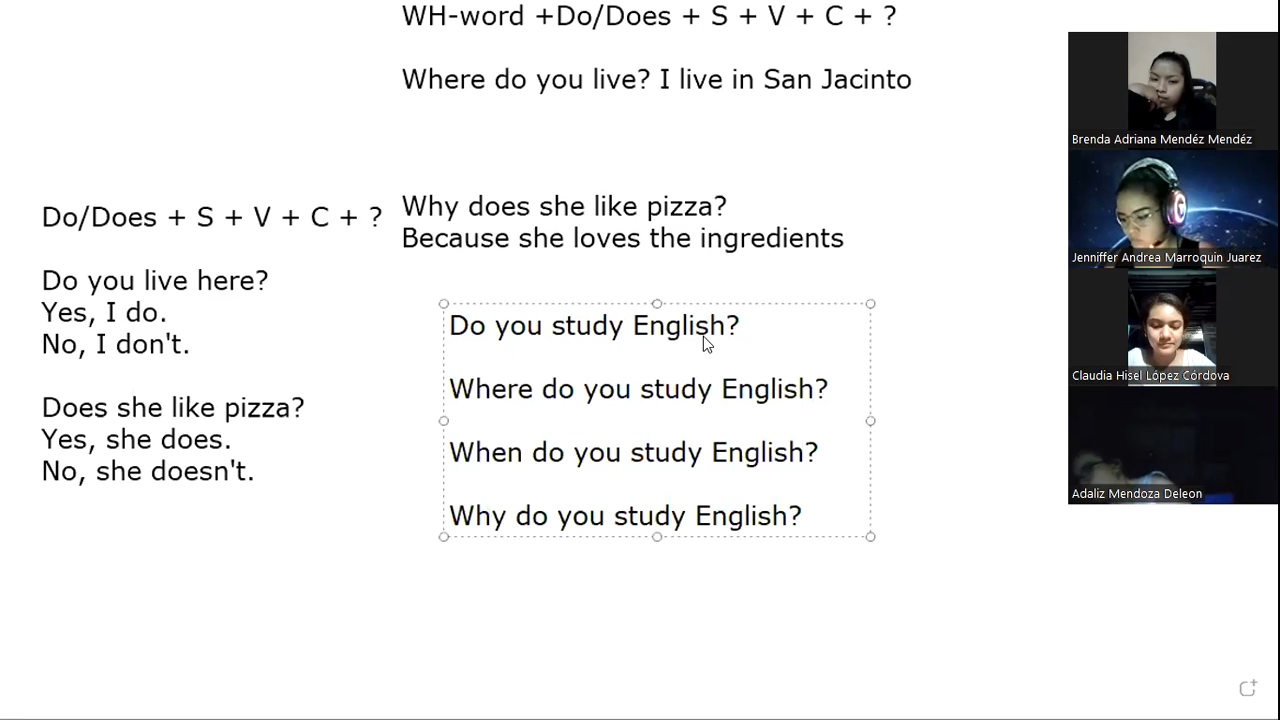 WH-word +Do/Does + S + V + C + ?
Where do you live? I live in San Jacinto
Do/Does + S + V + C + ?
Do you live here?
Yes, I do.
No, I don't.
Does she like pizza?
Yes, she does.
No, she doesn't.
Why does she like pizza?
Because she loves the ingredients
Do you study English?
Where do you study English?
When do you study English?
Why do you study English?
Brenda Adriana Mendéz Mendéz
Jenniffer Andrea Marroquin Juarez
Claudia Hisel López Córdova
Adaliz Mendoza Deleon